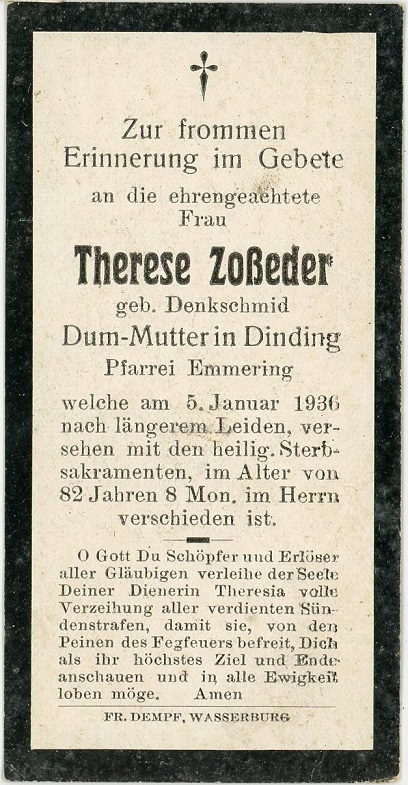 Zur frommen
Erinnerung im Gebete
an die ehrengeachtete
Frau
Therese Zoßeder
geb. Denkschmid
Dum-Mutter in Dinding
Pfarrei Emmering
welche am 5. Januar 1936
nach längerem Leiden, ver-
sehen mit den heilig. Sterb-
sakramenten, im Alter von
82 Jahren 8 Mon. im Herrn
verschieden ist.
O Gott Du Schöpfer und Erlöser
aller Gläubigen verleihe der Seele
Deiner Dienerin Theresia volle
Verzeihung aller verdienten Sün-
denstrafen, damit sie, von den
Peinen des Fegfeuers befreit, Dich
als ihr höchstes Ziel und Ende
anschauen und in alle Ewigkeit
loben möge. Amen
FR. DEMPF, WASSERBURG